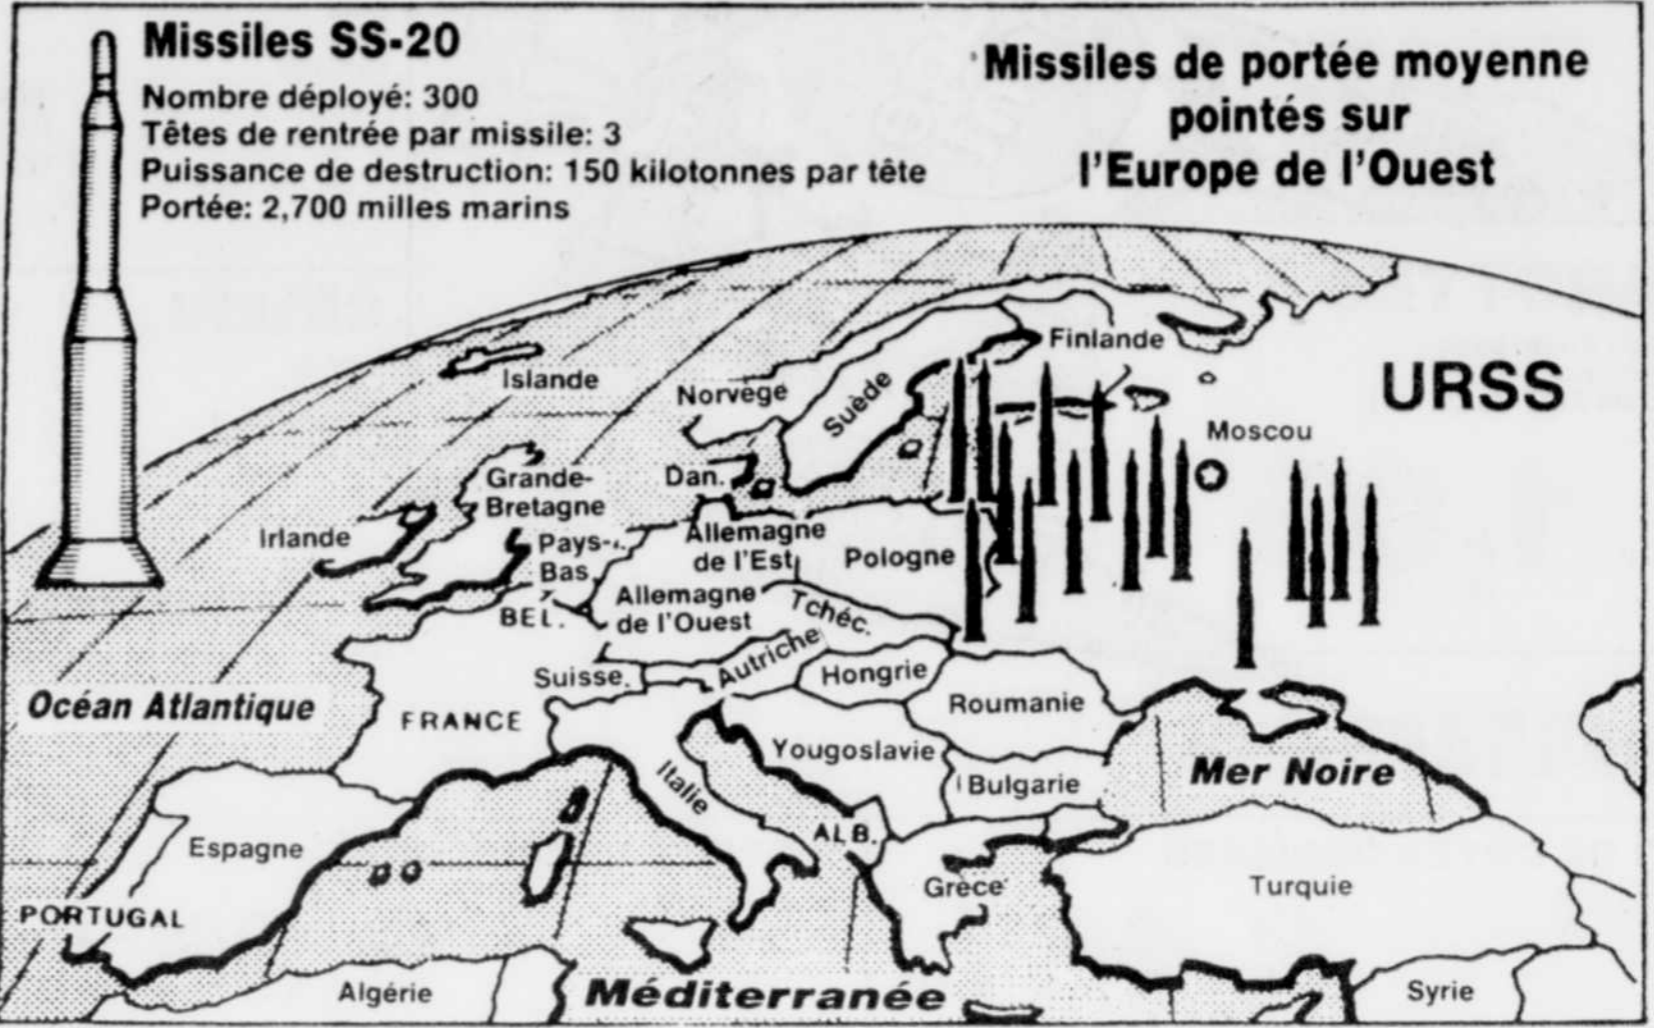 Missiles SS-20
Nombre déployé: 300
Têtes de rentrée par missile: 3
Puissance de destruction: 150 kilotonnes par tête
Portée: 2,700 milles marins
Missiles de portée moyenne
pointés sur
l'Europe de l'Ouest
Islande
Norvège
Suède
Finlande
URSS
Moscou
Dan.
Grande-
Bretagne
Irlande
Pays-
Bas
BEL.
Allemagne
de l'Est
Pologne
Allemagne
de l'Ouest
Tchéc.
Autriche
Suisse.
Hongrie
Roumanie
Océan Atlantique
FRANCE
Yougoslavie
Bulgarie
Mer Noire
Italie
ALB.
Espagne
Grèce
Turquie
PORTUGAL
Algérie
Méditerranée
Syrie